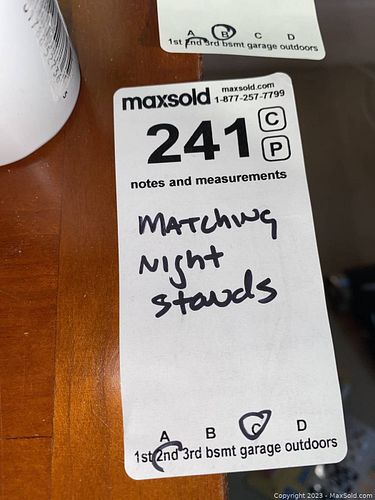 A B C D
1st 2nd 3rd bsmt garage outdoors
maxsold maxsold.com
1-877-257-7799
241 C
P
notes and measurements
MATCHING
Night
stands
A B C D
1st 2nd 3rd bsmt garage outdoors
Copyright 2023 - MaxSold.com